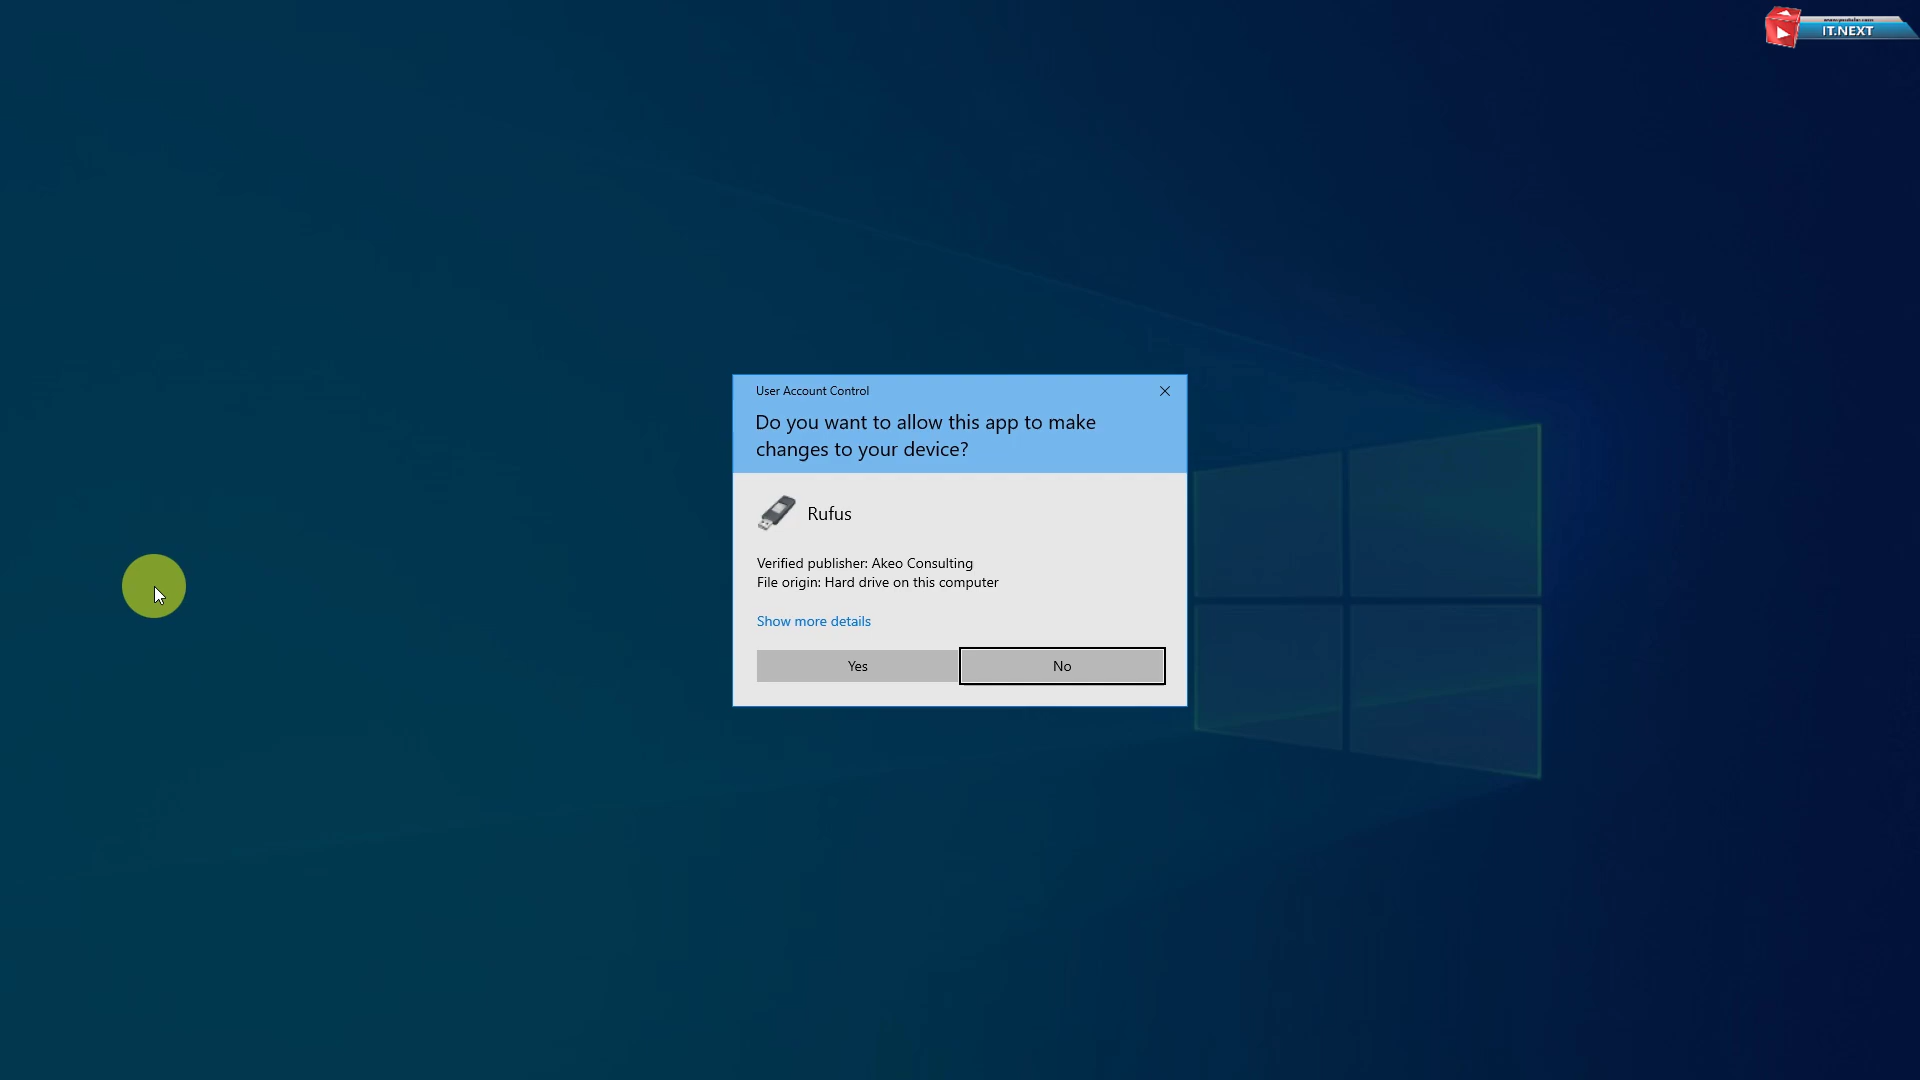 IT.NEXT
User Account Control
Do you want to allow this app to make
changes to your device?
Rufus
Verified publisher: Akeo Consulting
File origin: Hard drive on this computer
Show more details
Yes
No